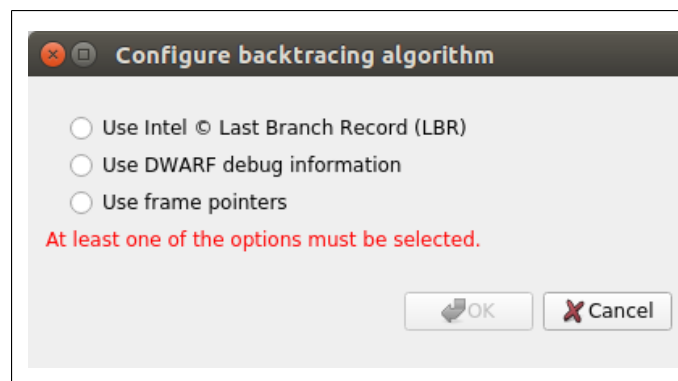 Configure backtracing algorithm
Use Intel © Last Branch Record (LBR)
Use DWARF debug information
Use frame pointers
At least one of the options must be selected.
OK
Cancel